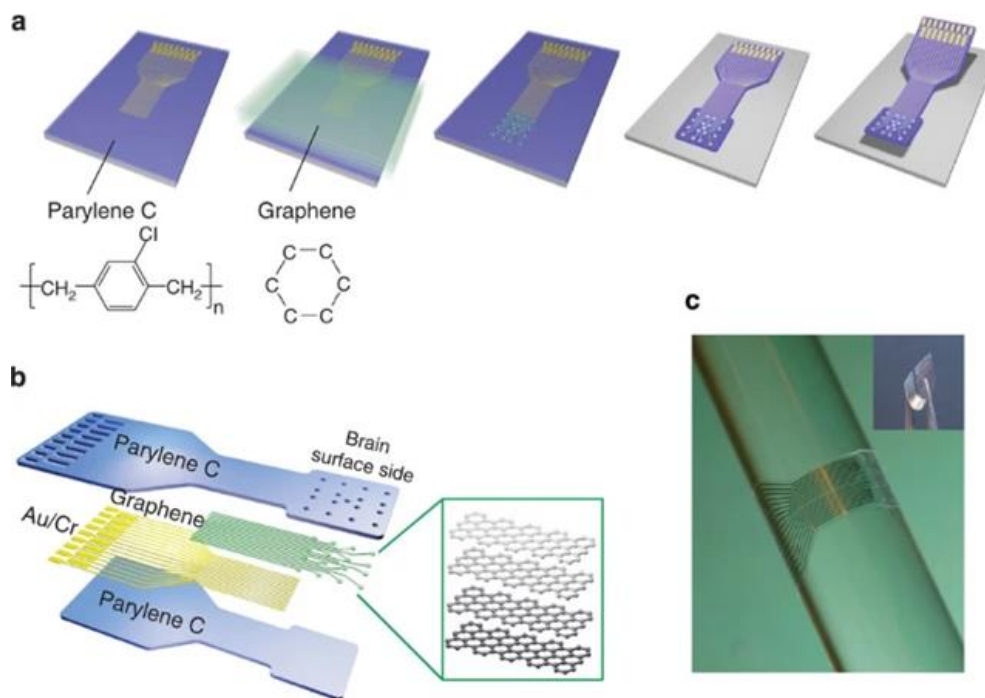 a
Parylene C
Graphene
Cl
CH2
CH2
n
C – C
C
C
C – C
b
Parylene C
Brain
surface side
Graphene
Au/Cr
Parylene C
c